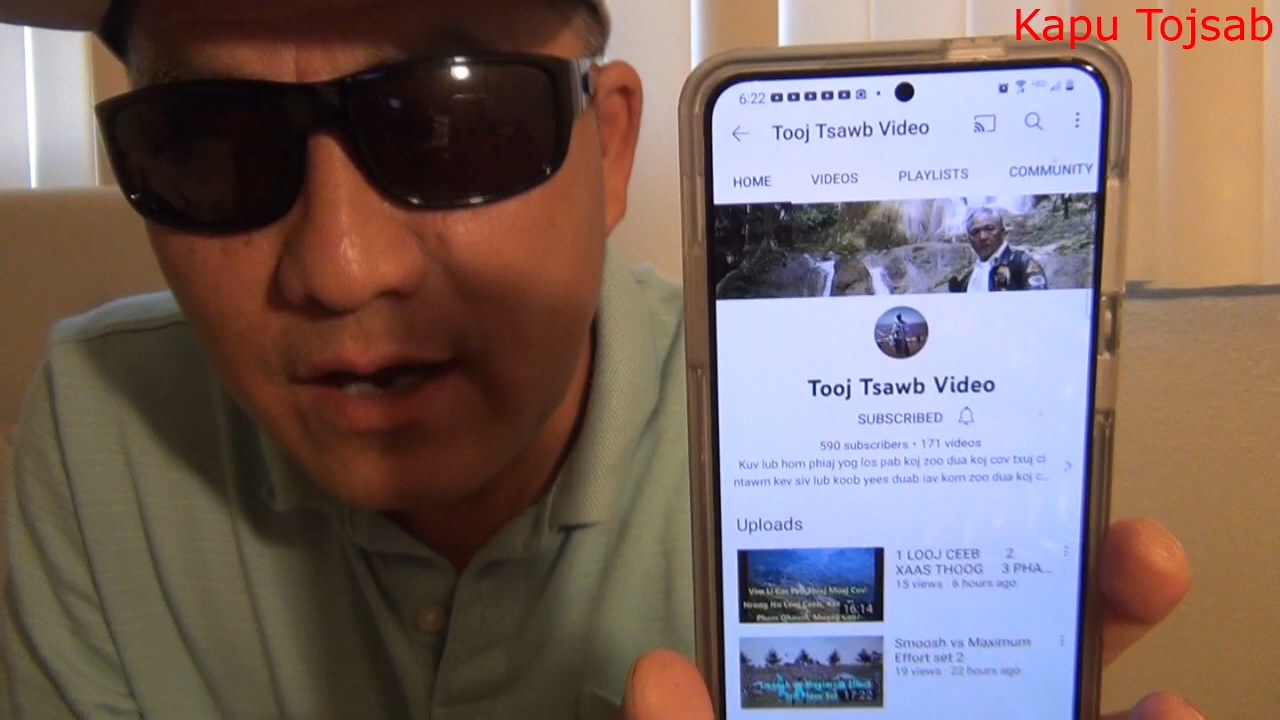 Kapu Tojsab
6:22
Tooj Tsawb Video
HOME VIDEOS PLAYLISTS COMMUNITY
Tooj Tsawb Video
SUBSCRIBED
590 subscribers • 171 videos
Kuv lub hom phiaj yog los pab koj zoo dua koj cov txuj ci
ntawm kev siv lub koob yees duab iav kom zoo dua koj c...
Uploads
1 LOOJ CEEB 2
XAAS THOOG 3 PHA...
15 views · 6 hours ago
16:14
Smoosh vs Maximum
Effort set 2
19 views · 22 hours ago
17:22